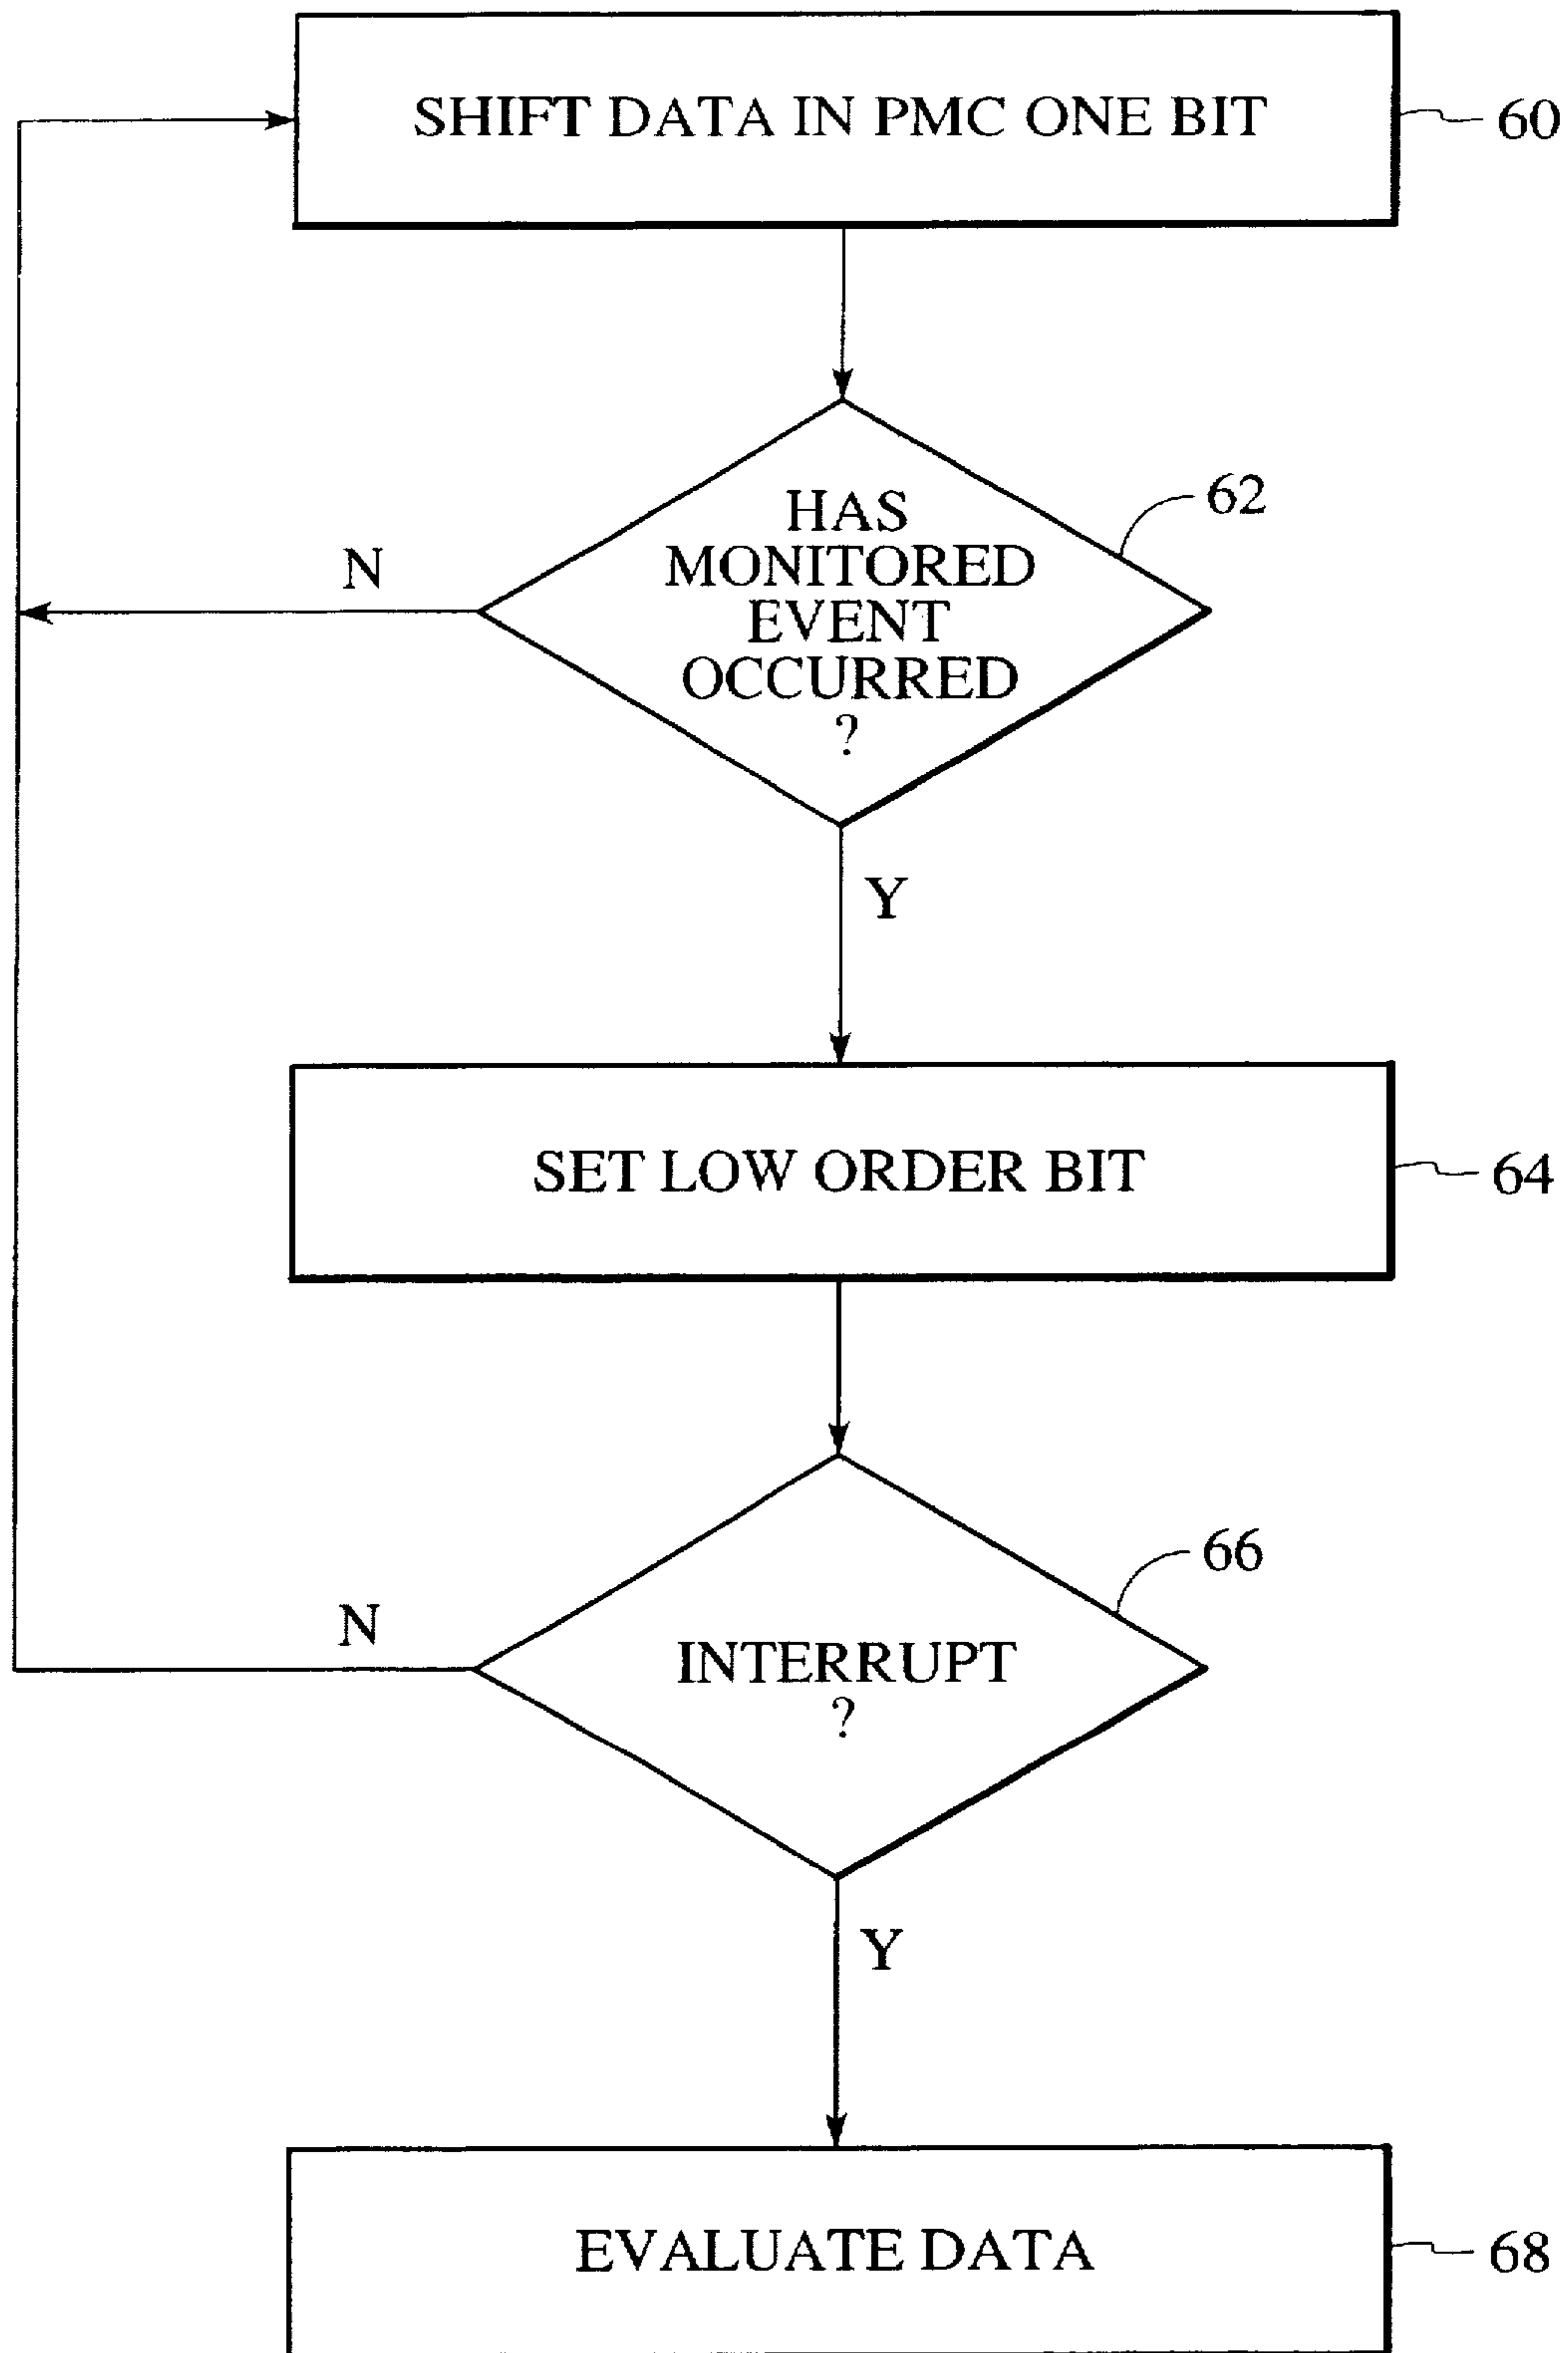 SHIFT DATA IN PMC ONE BIT
60
HAS
MONITORED
EVENT
OCCURRED
?
62
N
Y
SET LOW ORDER BIT
64
INTERRUPT
?
66
N
Y
EVALUATE DATA
68